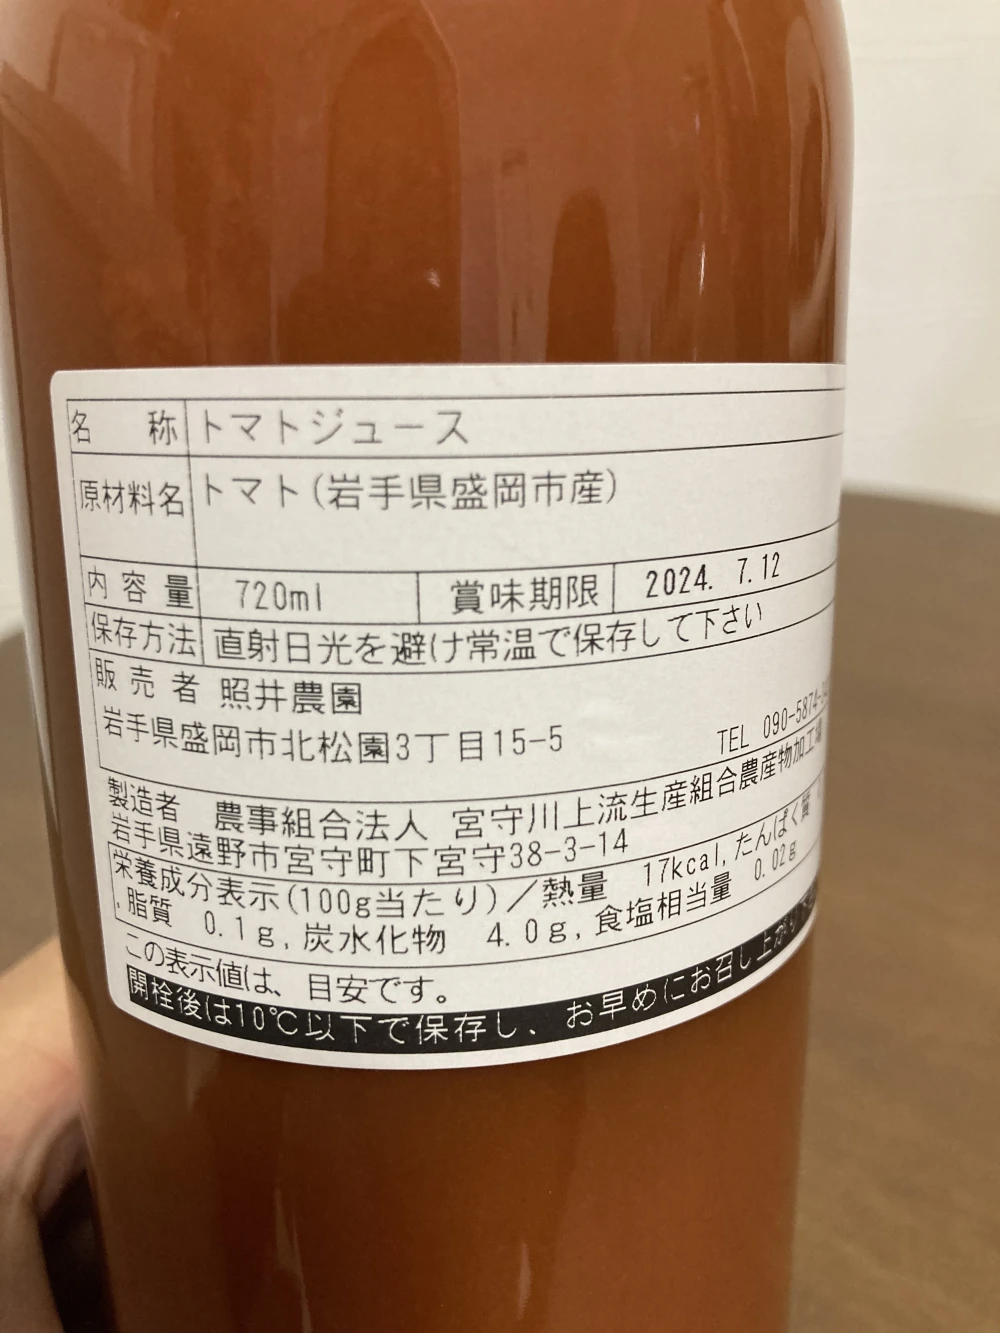 名 称 トマトジュース
原材料名 トマト(岩手県盛岡市産)
内容量 720ml 賞味期限 2024. 7.12
保存方法 直射日光を避け常温で保存して下さい
販売者 照井農園
岩手県盛岡市北松園3丁目15-5 TEL 090-5874-
製造者 農事組合法人 宮守川上流生産組合農産物加工場
岩手県遠野市宮守町下宮守38-3-14
栄養成分表示(100g当たり)/熱量 17kcal,たんぱく質
,脂質 0.1g,炭水化物 4.0g,食塩相当量 0.02g
この表示値は、目安です。
開栓後は10℃以下で保存し、お早めにお召し上がり